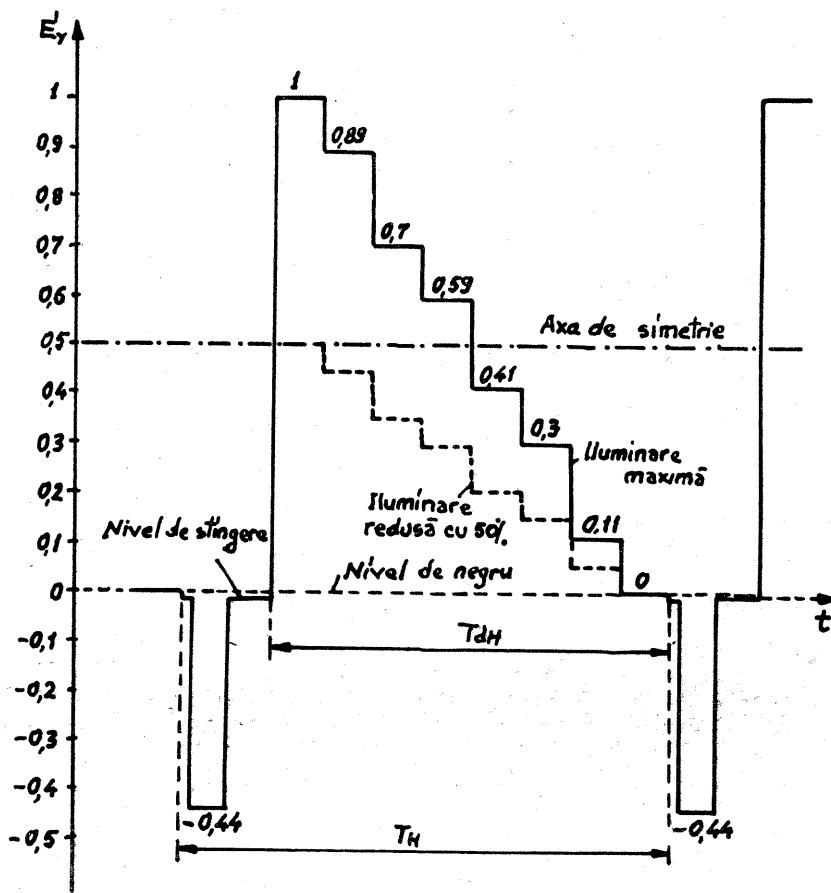 E'y
1
0,9
0,8
0,7
0,6
0,5
0,4
0,3
0,2
0,1
0
-0,1
-0,2
-0,3
-0,4
-0,5
1
0,89
0,7
0,59
Axa de simetrie
0,41
0,3
Iluminare
maximă
Iluminare
redusă cu 50%
0,11
Nivel de stingere
Nivel de negru
0
t
TdH
-0,44
-0,44
TH